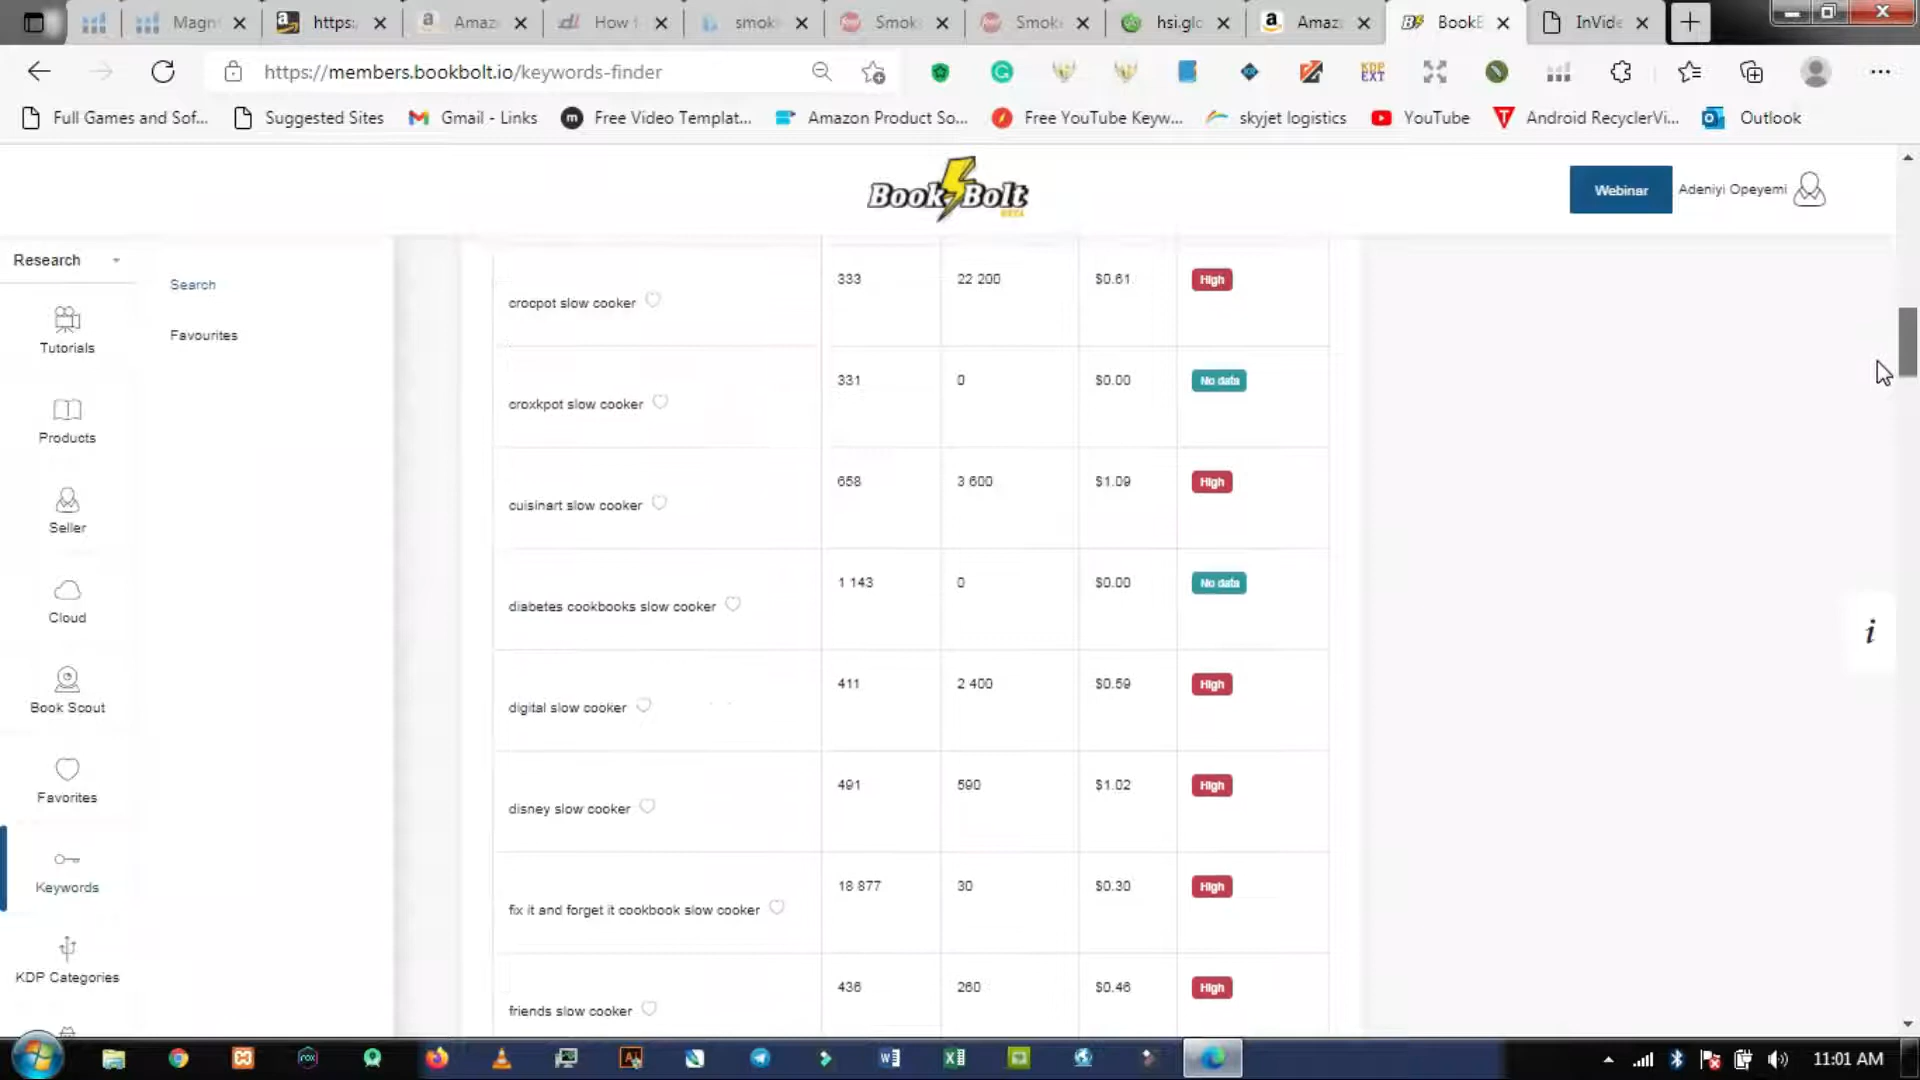 Magn
https:
Amaz
How t
smok
Smok
Smoke
hsi.glo
Amaz
BookB
InVide
https://members.bookbolt.io/keywords-finder
KDP EXT
Full Games and Sof...
Suggested Sites
Gmail - Links
Free Video Templat...
Amazon Product So...
Free YouTube Keyw...
skyjet logistics
YouTube
Android RecyclerVi...
Outlook
Book Bolt
BETA
Webinar
Adeniyi Opeyemi
Research
Search
Favourites
Tutorials
Products
Seller
Cloud
Book Scout
Favorites
Keywords
KDP Categories
crocpot slow cooker 333 22 200 $0.61 High
croxkpot slow cooker 331 0 $0.00 No data
cuisinart slow cooker 658 3 600 $1.09 High
diabetes cookbooks slow cooker 1 143 0 $0.00 No data
digital slow cooker 411 2 400 $0.59 High
disney slow cooker 491 590 $1.02 High
fix it and forget it cookbook slow cooker 18 877 30 $0.30 High
friends slow cooker 436 260 $0.46 High
i
11:01 AM